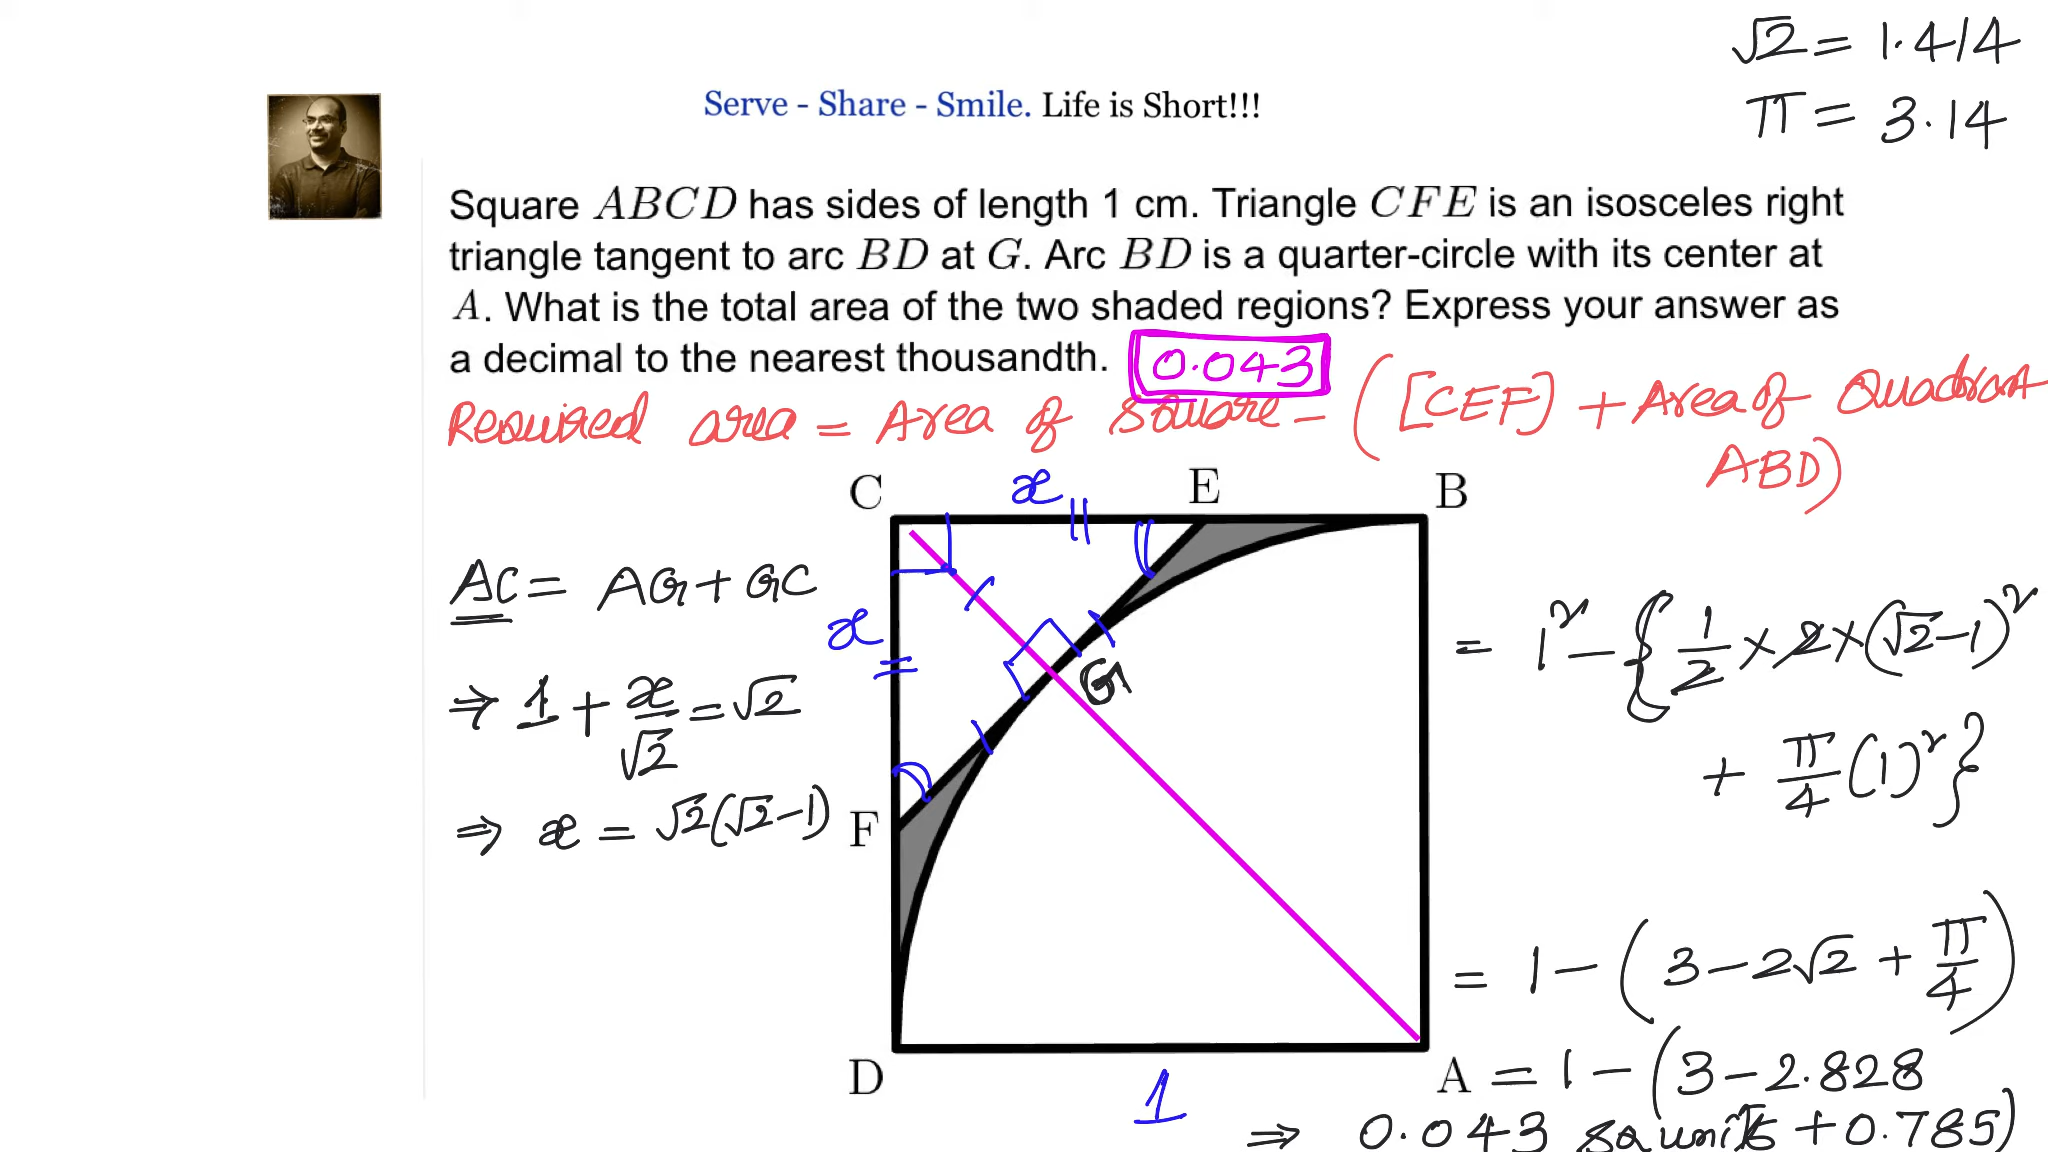 √2 = 1.414
π = 3.14
Serve - Share - Smile. Life is Short!!!
Square ABCD has sides of length 1 cm. Triangle CFE is an isosceles right
triangle tangent to arc BD at G. Arc BD is a quarter-circle with its center at
A. What is the total area of the two shaded regions? Express your answer as
a decimal to the nearest thousandth. 0.043
Required area = Area of Square - ([CEF] + Area of Quadrant
ABD)
C x E B
AC = AG + GC
x
G
⇒ 1 + x/√2 = √2
⇒ x = √2(√2-1)
F
D 1 A
= 1² - {1/2 × 2 × (√2-1)²
+ π/4 (1)²}
= 1 - (3 - 2√2 + π/4)
= 1 - (3 - 2.828
+ 0.785)
⇒ 0.043 sq units